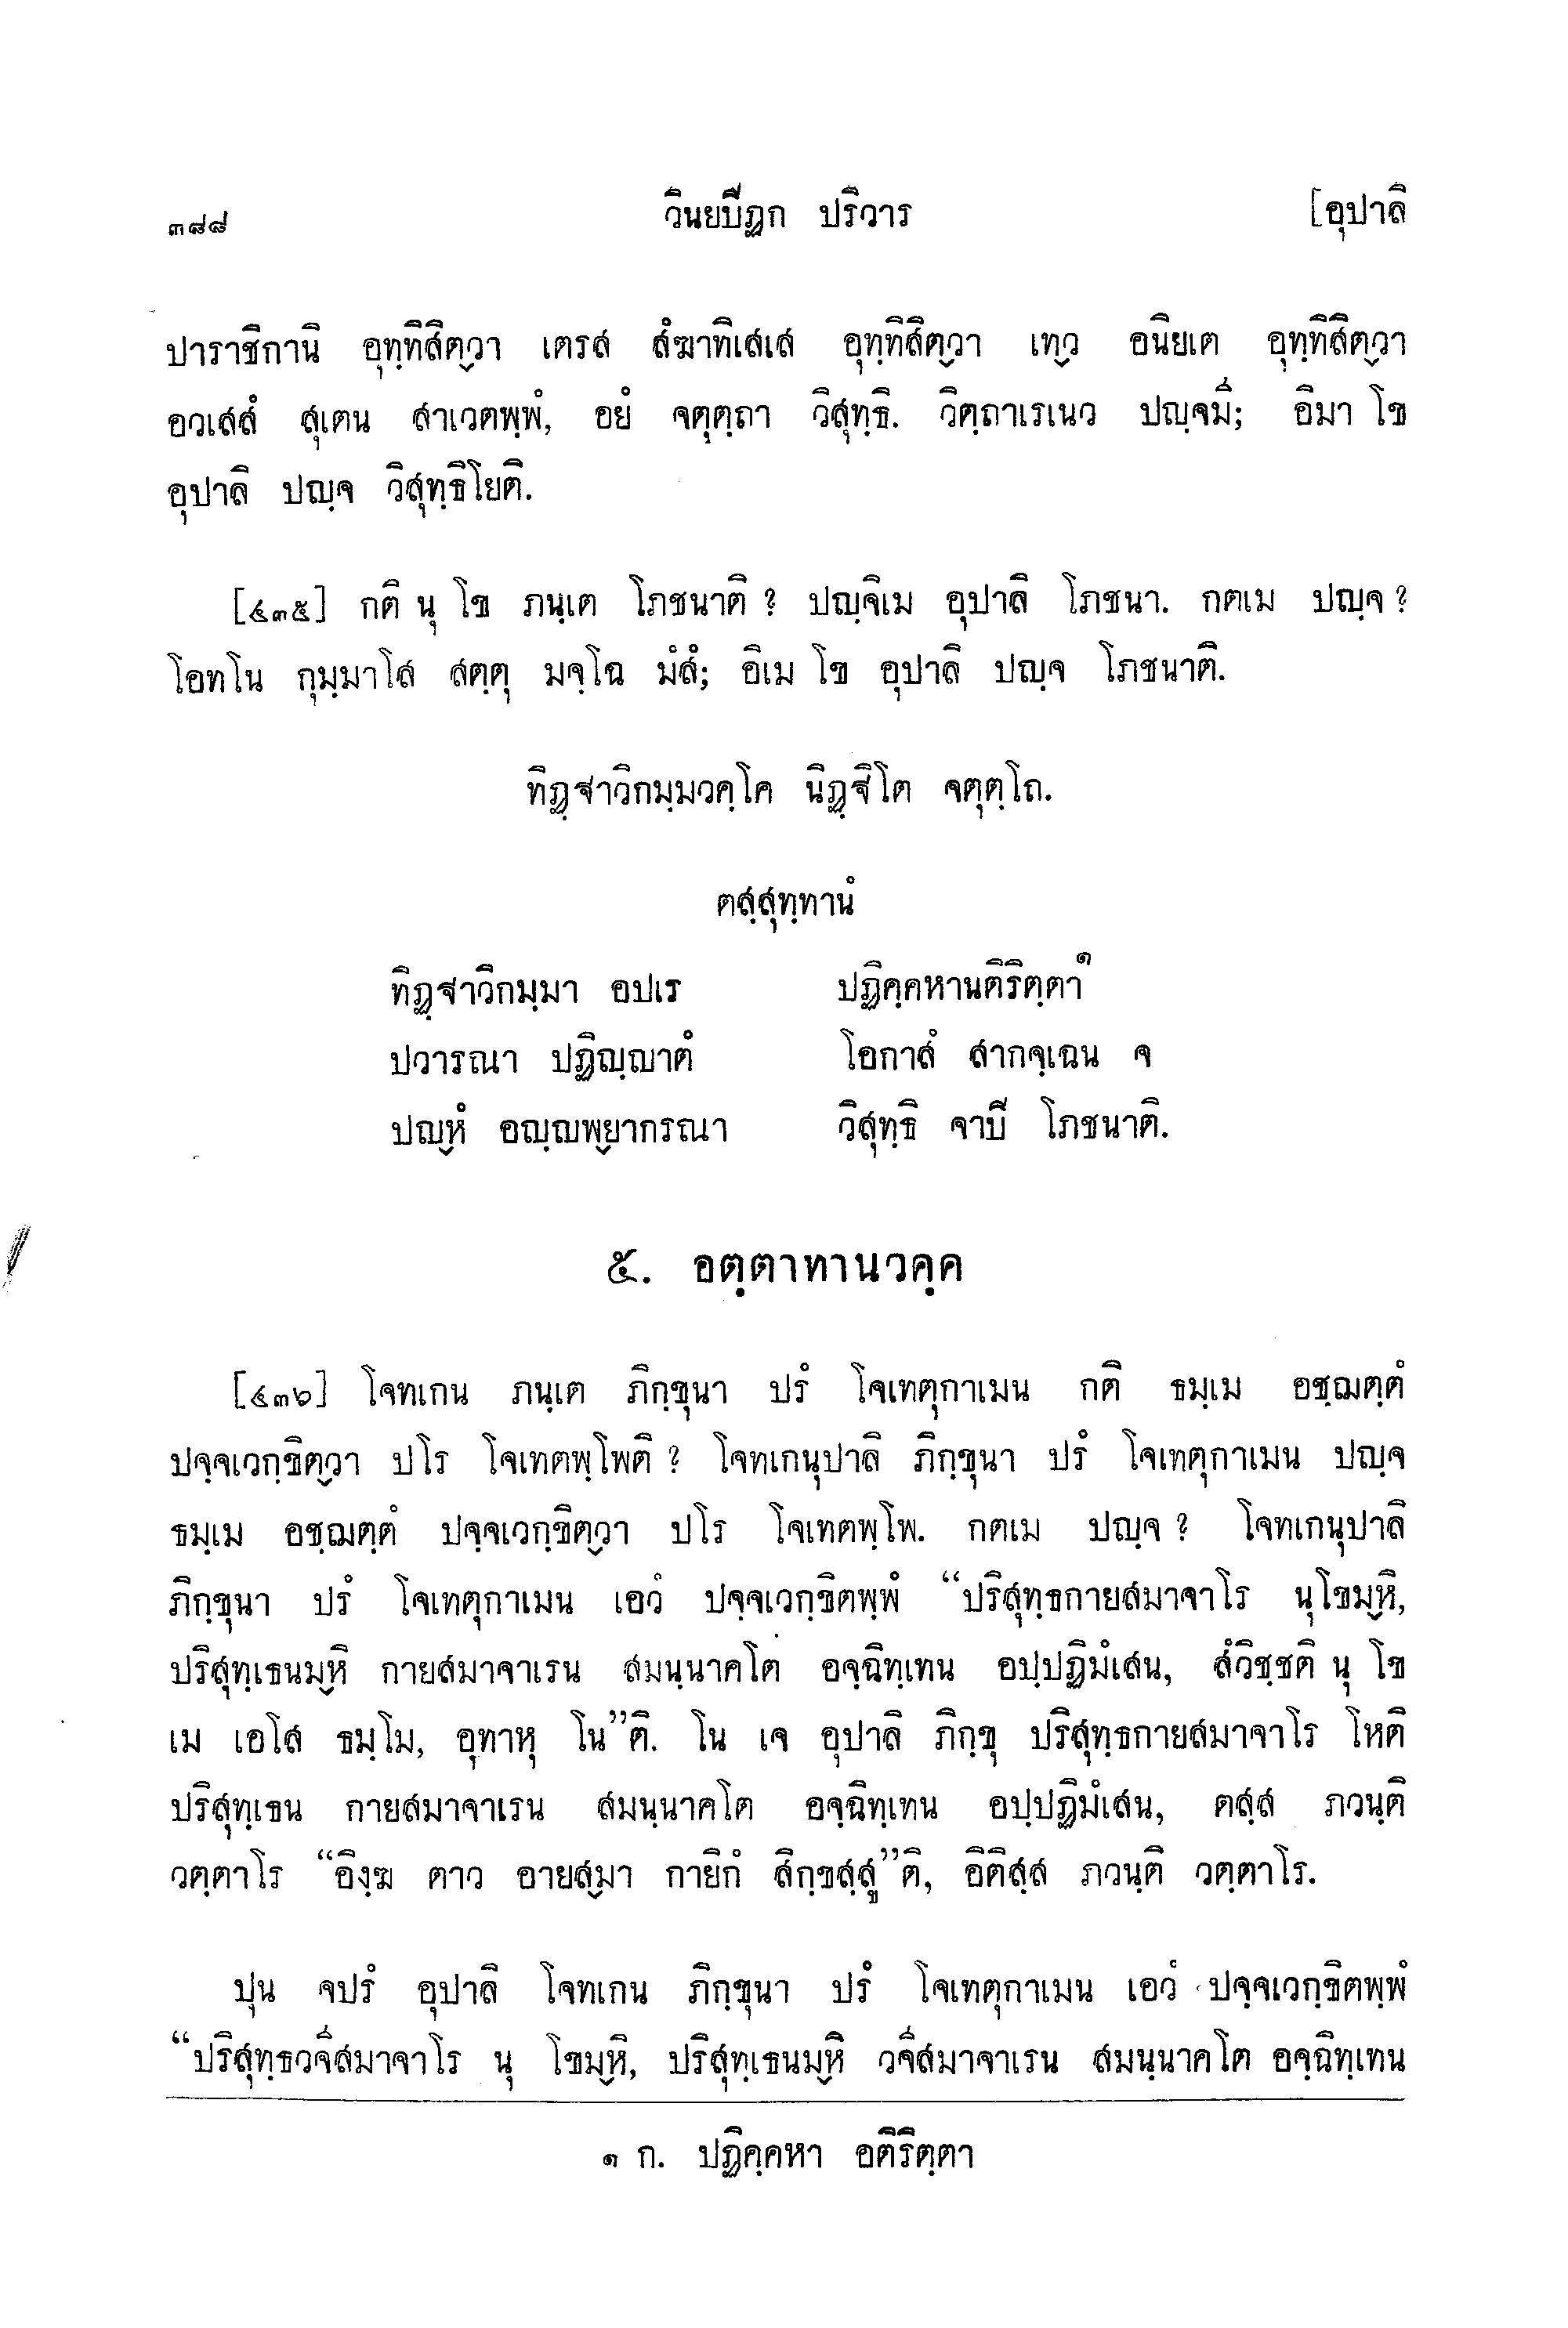 ๓๘๘ วินยปิฏก ปริวาร [อุปาลิ
ปาราชิกานิ อุทฺทิสิตฺวา เตรส สํฆาทิเสเส อุทฺทิสิตฺวา เทฺว อนิยเต อุทฺทิสิตฺวา
อวเสสํ สุเตน สาเวตพฺพํ, อยํ จตุตฺถา วิสุทฺธิ. วิตฺถาเรเนว ปญฺจมี; อิมา โข
อุปาลิ ปญฺจ วิสุทฺธิโยติ.
[๔๓๕] กติ นุ โข ภนฺเต โภชนาติ ? ปญฺจิเม อุปาลิ โภชนา. กตเม ปญฺจ ?
โอทโน กุมฺมาโส สตฺตุ มจฺโฉ มํสํ; อิเม โข อุปาลิ ปญฺจ โภชนาติ.
ทิฏฺฐาวิกมฺมวคฺโค นิฏฺฐิโต จตุตฺโถ.
ตสฺสุทฺทานํ
ทิฏฺฐาวิกมฺมา อปเร ปฏิคฺคหานติริตฺตา๑
ปวารณา ปฏิญฺญาตํ โอกาสํ สากจฺเฉน จ
ปญฺหํ อญฺญพฺยากรณา วิสุทฺธิ จาปิ โภชนาติ.
๕. อตฺตาทานวคฺค
[๔๓๖] โจทเกน ภนฺเต ภิกฺขุนา ปรํ โจเทตุกาเมน กติ ธมฺเม อชฺฌตฺตํ
ปจฺจเวกฺขิตฺวา ปโร โจเทตพฺโพติ ? โจทเกนุปาลิ ภิกฺขุนา ปรํ โจเทตุกาเมน ปญฺจ
ธมฺเม อชฺฌตฺตํ ปจฺจเวกฺขิตฺวา ปโร โจเทตพฺโพ. กตเม ปญฺจ ? โจทเกนุปาลิ
ภิกฺขุนา ปรํ โจเทตุกาเมน เอวํ ปจฺจเวกฺขิตพฺพํ “ปริสุทฺธกายสมาจาโร นุโขมฺหิ,
ปริสุทฺเธนมฺหิ กายสมาจาเรน สมนฺนาคโต อจฺฉิทฺเทน อปฺปฏิมํเสน, สํวิชฺชติ นุ โข
เม เอโส ธมฺโม, อุทาหุ โน”ติ. โน เจ อุปาลิ ภิกฺขุ ปริสุทฺธกายสมาจาโร โหติ
ปริสุทฺเธน กายสมาจาเรน สมนฺนาคโต อจฺฉิทฺเทน อปฺปฏิมํเสน, ตสฺส ภวนฺติ
วตฺตาโร “อิงฺฆ ตาว อายสฺมา กายิกํ สิกฺขสฺสู”ติ, อิติสฺส ภวนฺติ วตฺตาโร.
ปุน จปรํ อุปาลิ โจทเกน ภิกฺขุนา ปรํ โจเทตุกาเมน เอวํ ปจฺจเวกฺขิตพฺพํ
“ปริสุทฺธวจีสมาจาโร นุ โขมฺหิ, ปริสุทฺเธนมฺหิ วจีสมาจาเรน สมนฺนาคโต อจฺฉิทฺเทน
๑ ก. ปฏิคฺคหา อติริตฺตา